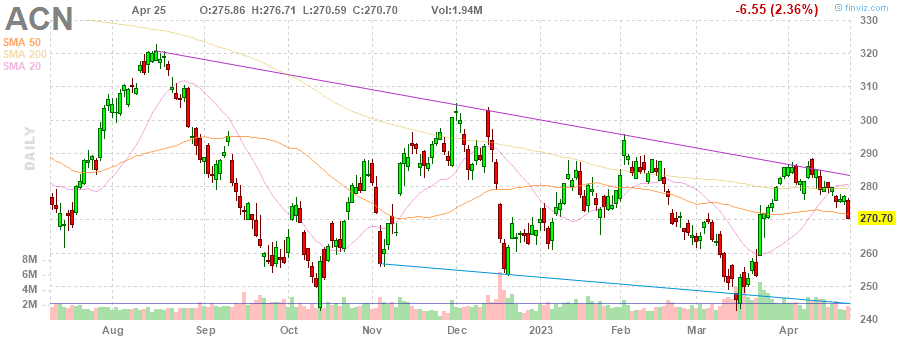 ACN Apr 25 O:275.86 H:276.71 L:270.59 C:270.70 Vol:1.94M -6.55 (2.36%) © finviz.com
SMA 50
SMA 200
SMA 20
DAILY
330
320
310
300
290
280
270.70
260
250
240
8M
6M
4M
2M
Aug Sep Oct Nov Dec 2023 Feb Mar Apr